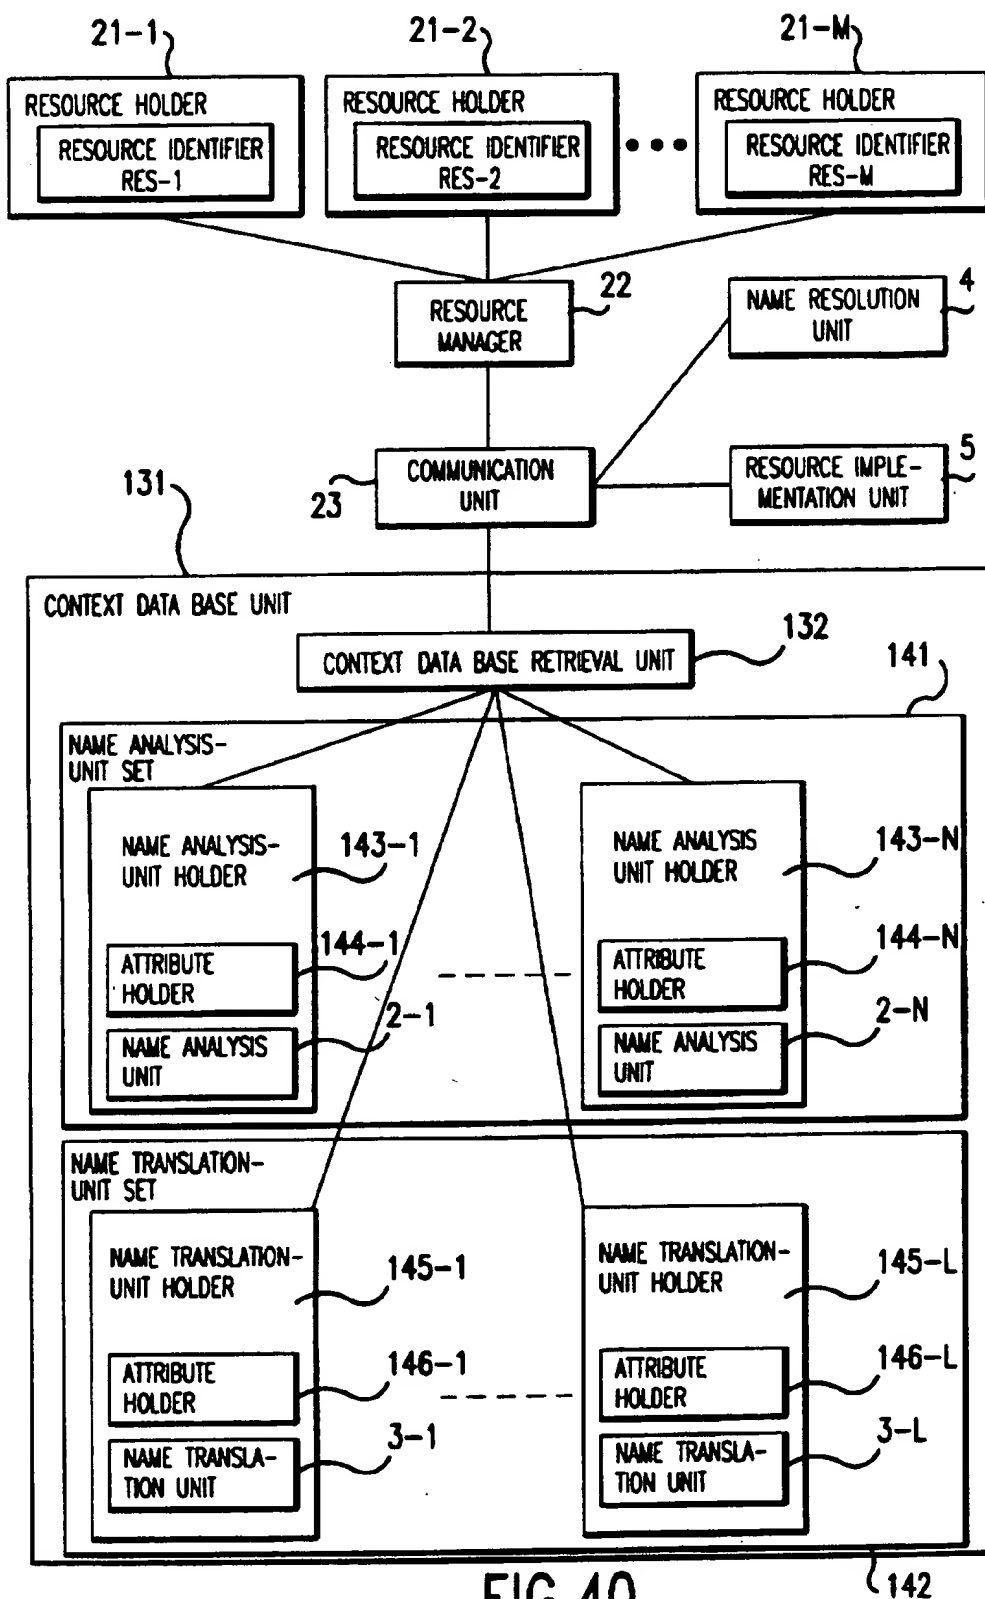 21-1
21-2
21-M
RESOURCE HOLDER
RESOURCE IDENTIFIER
RES-1
RESOURCE HOLDER
RESOURCE IDENTIFIER
RES-2
RESOURCE HOLDER
RESOURCE IDENTIFIER
RES-M
RESOURCE
MANAGER
22
NAME RESOLUTION
UNIT
4
COMMUNICATION
UNIT
23
RESOURCE IMPLE-
MENTATION UNIT
5
131
CONTEXT DATA BASE UNIT
CONTEXT DATA BASE RETRIEVAL UNIT
132
141
NAME ANALYSIS-
UNIT SET
NAME ANALYSIS-
UNIT HOLDER
143-1
ATTRIBUTE
HOLDER
144-1
NAME ANALYSIS
UNIT
2-1
NAME ANALYSIS
UNIT HOLDER
143-N
ATTRIBUTE
HOLDER
144-N
NAME ANALYSIS
UNIT
2-N
NAME TRANSLATION-
UNIT SET
NAME TRANSLATION-
UNIT HOLDER
145-1
ATTRIBUTE
HOLDER
146-1
NAME TRANSLA-
TION UNIT
3-1
NAME TRANSLATION-
UNIT HOLDER
145-L
ATTRIBUTE
HOLDER
146-L
NAME TRANSLA-
TION UNIT
3-L
142
FIG.40